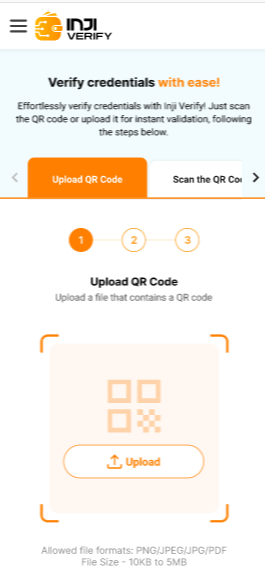 INJI
VERIFY
Verify credentials with ease!
Effortlessly verify credentials with Inji Verify! Just scan
the QR code or upload it for instant validation, following
the steps below.
Upload QR Code
Scan the QR Co
1
2
3
Upload QR Code
Upload a file that contains a QR code
Upload
Allowed file formats: PNG/JPEG/JPG/PDF
File Size - 10KB to 5MB